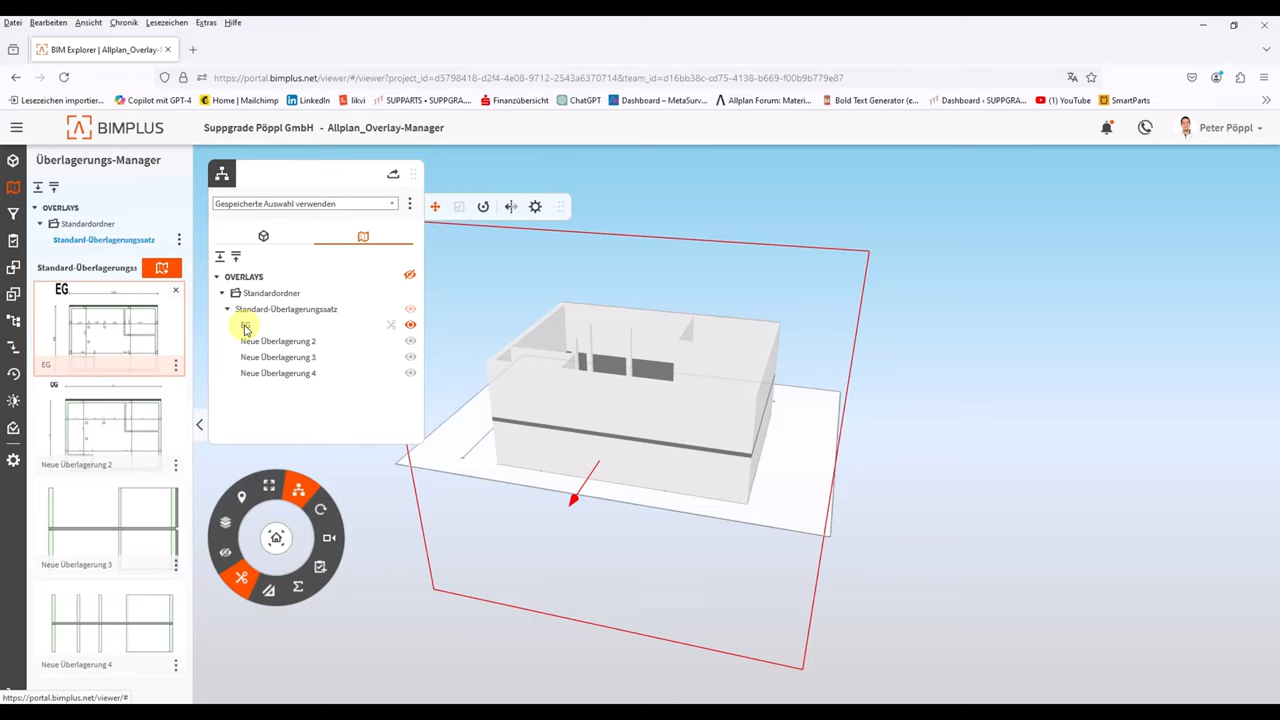 Datei Bearbeiten Ansicht Chronik Lesezeichen Extras Hilfe
BIM Explorer | Allplan_Overlay-M
https://portal.bimplus.net/viewer/#/viewer?project_id=d5798418-d2f4-4e08-9712-2543a6370714&team_id=d16bb38c-cd75-4138-b669-f00b9b779e87
Lesezeichen importier... Copilot mit GPT-4 Home | Mailchimp LinkedIn likvi SUPPARTS • SUPPGRA... Finanzübersicht ChatGPT Dashboard — MetaSurv... Allplan Forum: Materi... Bold Text Generator (𝗰... Dashboard ‹ SUPPGR... (1) YouTube SmartParts
BIMPLUS Suppgrade Pöppl GmbH - Allplan_Overlay-Manager Peter Pöppl
Überlagerungs-Manager
OVERLAYS
Standardordner
Standard-Überlagerungssatz
Standard-Überlagerungss
EG
EG
OG
Neue Überlagerung 2
Neue Überlagerung 3
Neue Überlagerung 4
Gespeicherte Auswahl verwenden
OVERLAYS
Standardordner
Standard-Überlagerungssatz
EG
Neue Überlagerung 2
Neue Überlagerung 3
Neue Überlagerung 4
https://portal.bimplus.net/viewer/#